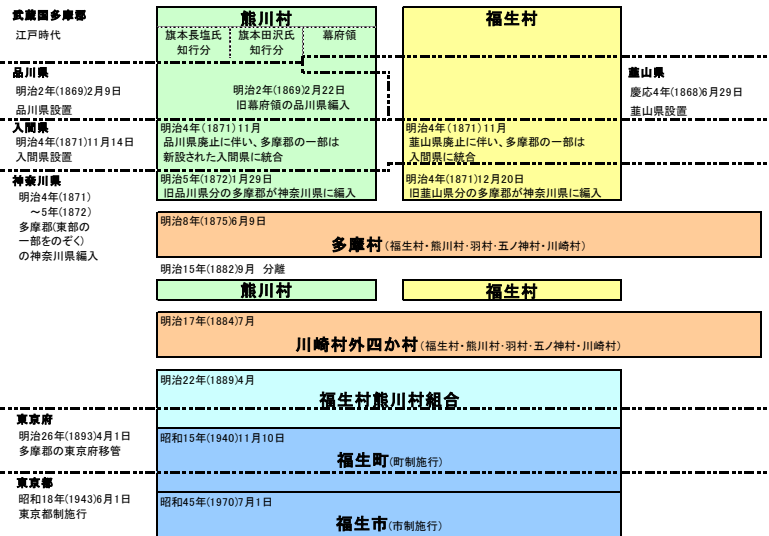 武蔵国多摩郡
江戸時代
熊川村
旗本長塩氏
知行分
旗本田沢氏
知行分
幕府領
福生村
品川県
明治2年(1869)2月9日
品川県設置
明治2年(1869)2月22日
旧幕府領の品川県編入
韮山県
慶応4年(1868)6月29日
韮山県設置
入間県
明治4年(1871)11月14日
入間県設置
明治4年(1871)11月
品川県廃止に伴い、多摩郡の一部は
新設された入間県に統合
明治4年(1871)11月
韮山県廃止に伴い、多摩郡の一部は
入間県に統合
神奈川県
明治4年(1871)
～5年(1872)
多摩郡(東部の
一部をのぞく)
の神奈川県編入
明治5年(1872)1月29日
旧品川県分の多摩郡が神奈川県に編入
明治4年(1871)12月20日
旧韮山県分の多摩郡が神奈川県に編入
明治8年(1875)6月9日
多摩村(福生村・熊川村・羽村・五ノ神村・川崎村)
明治15年(1882)9月 分離
熊川村
福生村
明治17年(1884)7月
川崎村外四か村(福生村・熊川村・羽村・五ノ神村・川崎村)
明治22年(1889)4月
福生村熊川村組合
東京府
明治26年(1893)4月1日
多摩郡の東京府移管
昭和15年(1940)11月10日
福生町(町制施行)
東京都
昭和18年(1943)6月1日
東京都制施行
昭和45年(1970)7月1日
福生市(市制施行)